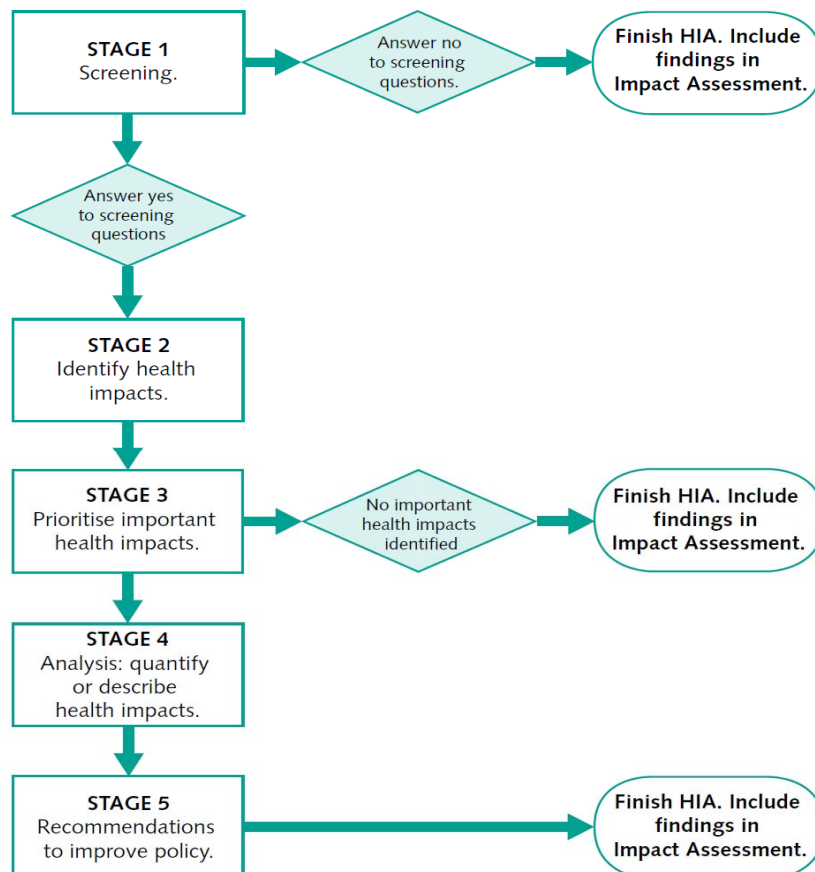 STAGE 1
Screening.
Answer no
to screening
questions.
Finish HIA. Include
findings in
Impact Assessment.
Answer yes
to screening
questions
STAGE 2
Identify health
impacts.
STAGE 3
Prioritise important
health impacts.
No important
health impacts
identified
Finish HIA. Include
findings in
Impact Assessment.
STAGE 4
Analysis: quantify
or describe
health impacts.
STAGE 5
Recommendations
to improve policy.
Finish HIA. Include
findings in
Impact Assessment.